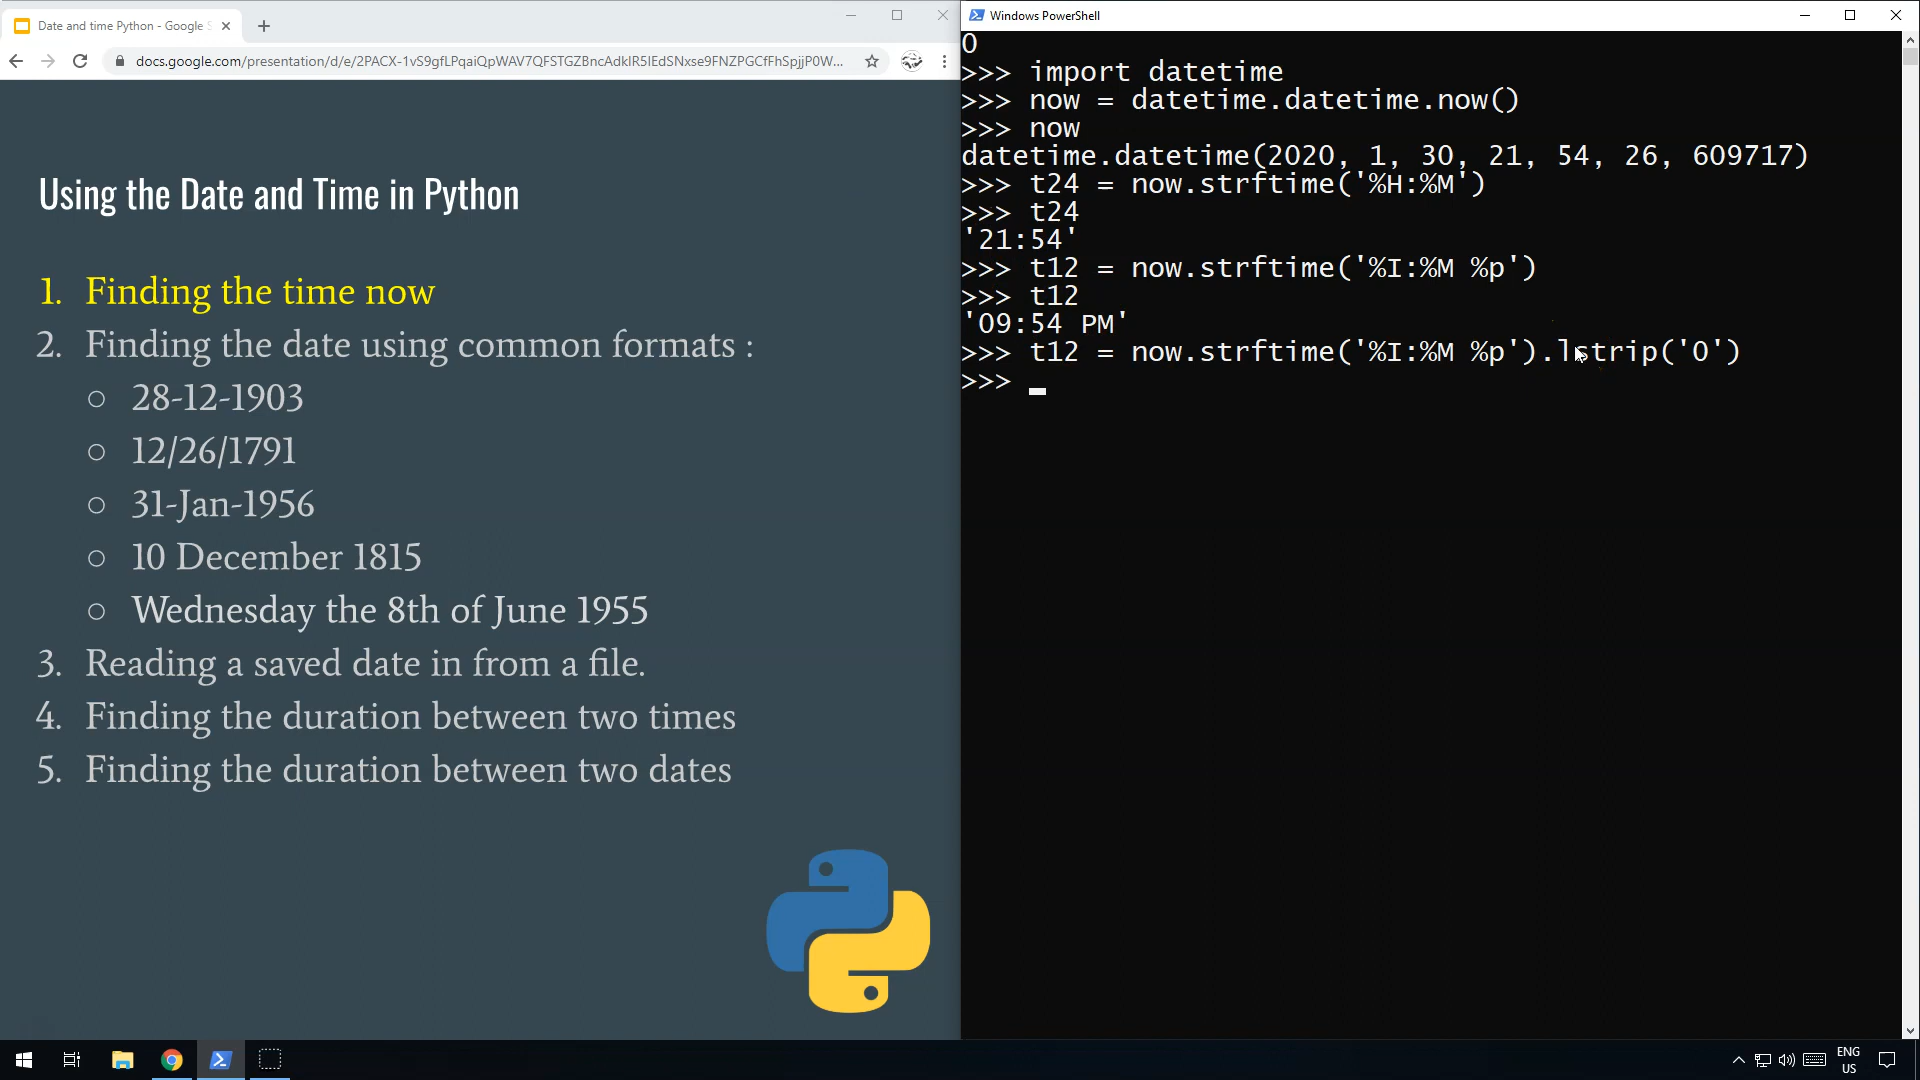 Date and time Python - Google S
docs.google.com/presentation/d/e/2PACX-1vS9gfLPqaiQpWAV7QFSTGZBncAdkIR5IEdSNxse9FNZPGCfFhSpjjP0W...
Using the Date and Time in Python
1. Finding the time now
2. Finding the date using common formats :
○ 28-12-1903
○ 12/26/1791
○ 31-Jan-1956
○ 10 December 1815
○ Wednesday the 8th of June 1955
3. Reading a saved date in from a file.
4. Finding the duration between two times
5. Finding the duration between two dates
Windows PowerShell
0
>>> import datetime
>>> now = datetime.datetime.now()
>>> now
datetime.datetime(2020, 1, 30, 21, 54, 26, 609717)
>>> t24 = now.strftime('%H:%M')
>>> t24
'21:54'
>>> t12 = now.strftime('%I:%M %p')
>>> t12
'09:54 PM'
>>> t12 = now.strftime('%I:%M %p').lstrip('0')
>>> _
ENG
US